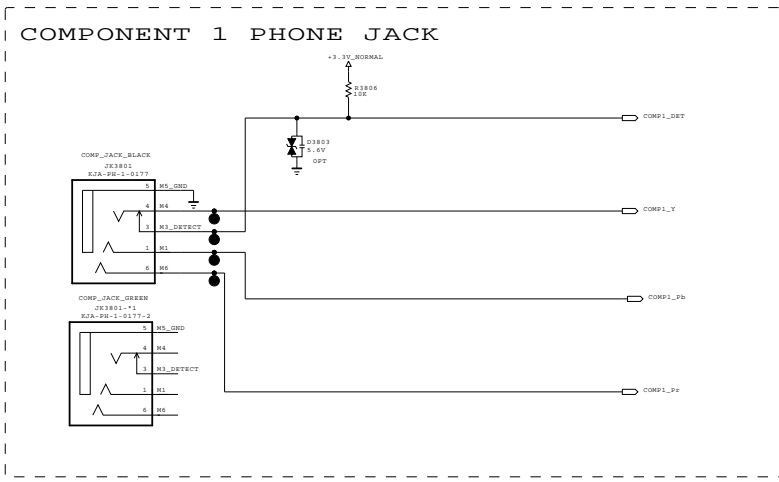 COMPONENT 1 PHONE JACK
+3.3V_NORMAL
R3806
10K
COMP1_DET
D3803
5.6V
OPT
COMP_JACK_BLACK
JK3801
KJA-PH-1-0177
5 M5_GND
4 M4
COMP1_Y
3 M3_DETECT
1 M1
6 M6
COMP1_Pb
COMP_JACK_GREEN
JK3801-*1
KJA-PH-1-0177-2
5 M5_GND
4 M4
3 M3_DETECT
1 M1
COMP1_Pr
6 M6